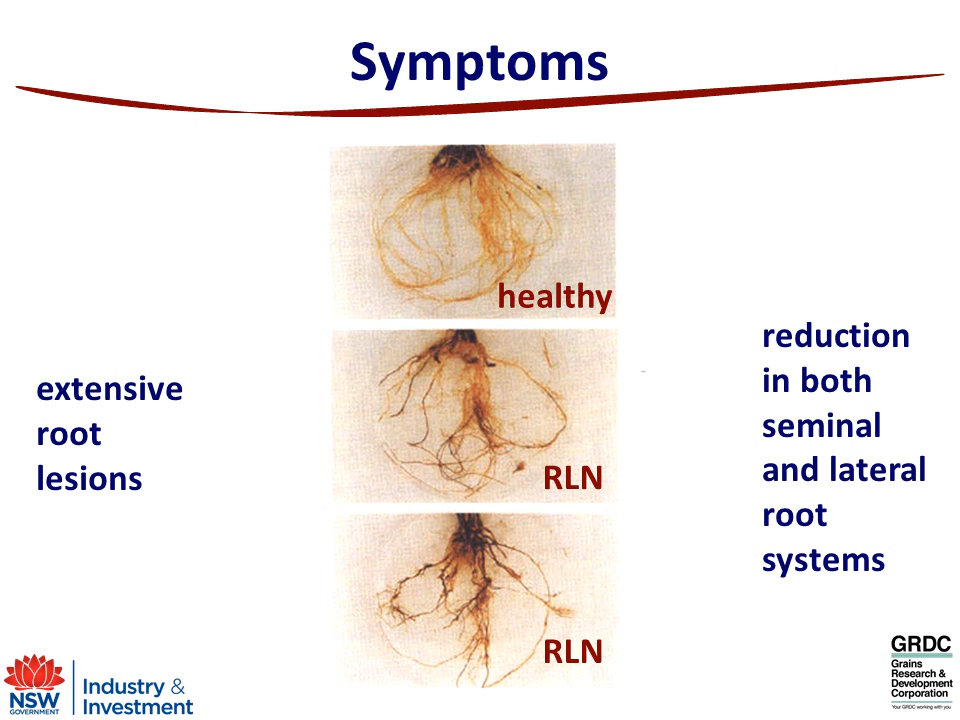 Symptoms
healthy
extensive
root
lesions
RLN
reduction
in both
seminal
and lateral
root
systems
RLN
NSW
GOVERNMENT
Industry &
Investment
GRDC
Grains
Research &
Development
Corporation
Your GRDC working with you